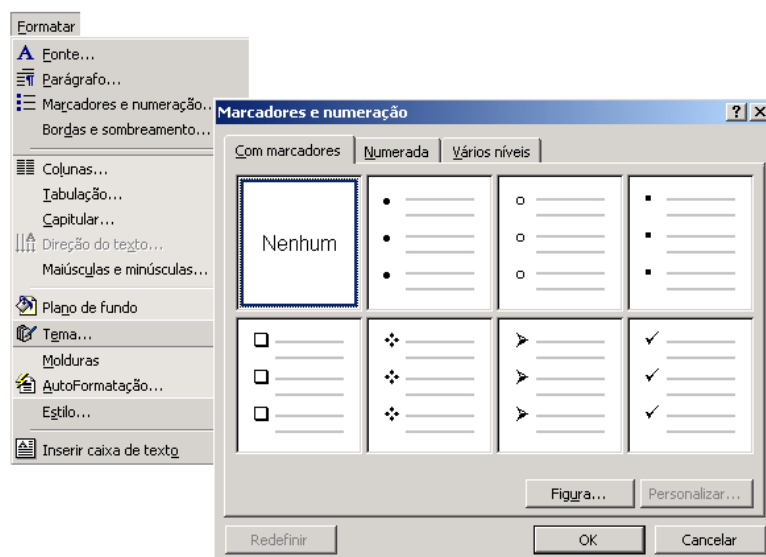 Formatar
Fonte...
Parágrafo...
Marcadores e numeração...
Bordas e sombreamento...
Colunas...
Tabulação...
Capitular...
Direção do texto...
Maiúsculas e minúsculas...
Plano de fundo
Tema...
Molduras
AutoFormatação...
Estilo...
Inserir caixa de texto
Marcadores e numeração
Com marcadores Numerada Vários níveis
Nenhum
Figura... Personalizar...
Redefinir OK Cancelar